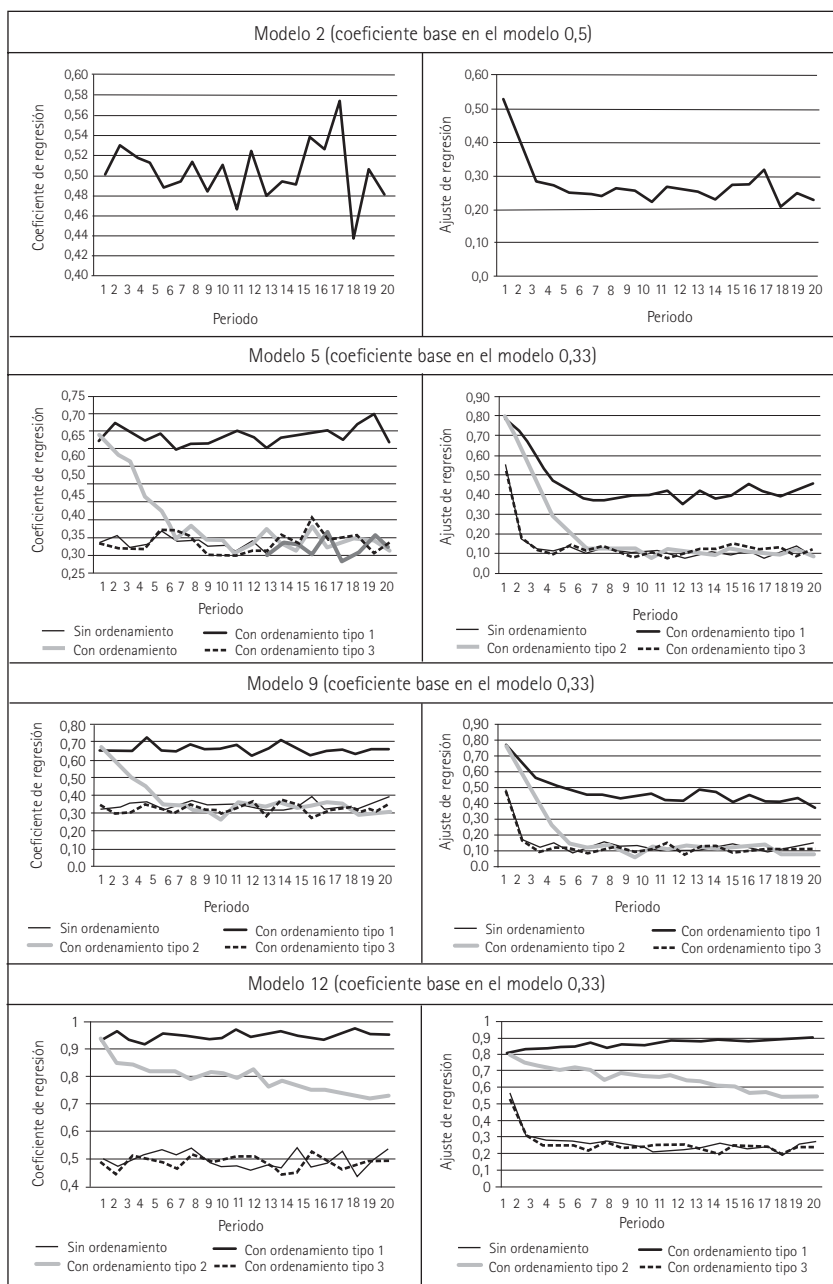 Modelo 2 (coeficiente base en el modelo 0,5)
Coeficiente de regresión
0,60
0,58
0,56
0,54
0,52
0,50
0,48
0,46
0,44
0,42
0,40
1 2 3 4 5 6 7 8 9 10 11 12 13 14 15 16 17 18 19 20
Periodo
Ajuste de regresión
0,60
0,50
0,40
0,30
0,20
0,10
0,0
1 2 3 4 5 6 7 8 9 10 11 12 13 14 15 16 17 18 19 20
Periodo
Modelo 5 (coeficiente base en el modelo 0,33)
Coeficiente de regresión
0,75
0,70
0,65
0,60
0,55
0,50
0,45
0,40
0,35
0,30
0,25
1 2 3 4 5 6 7 8 9 10 11 12 13 14 15 16 17 18 19 20
Periodo
Sin ordenamiento
Con ordenamiento tipo 1
Con ordenamiento
Con ordenamiento tipo 3
Ajuste de regresión
0,90
0,80
0,70
0,60
0,50
0,40
0,30
0,20
0,10
0,0
1 2 3 4 5 6 7 8 9 10 11 12 13 14 15 16 17 18 19 20
Periodo
Sin ordenamiento
Con ordenamiento tipo 1
Con ordenamiento tipo 2
Con ordenamiento tipo 3
Modelo 9 (coeficiente base en el modelo 0,33)
Coeficiente de regresión
0,80
0,70
0,60
0,50
0,40
0,30
0,20
0,10
0.0
1 2 3 4 5 6 7 8 9 10 11 12 13 14 15 16 17 18 19 20
Periodo
Sin ordenamiento
Con ordenamiento tipo 1
Con ordenamiento tipo 2
Con ordenamiento tipo 3
Ajuste de regresión
0,90
0,80
0,70
0,60
0,50
0,40
0,30
0,20
0,10
0.0
1 2 3 4 5 6 7 8 9 10 11 12 13 14 15 16 17 18 19 20
Periodo
Sin ordenamiento
Con ordenamiento tipo 1
Con ordenamiento tipo 2
Con ordenamiento tipo 3
Modelo 12 (coeficiente base en el modelo 0,33)
Coeficiente de regresión
1
0,9
0,8
0,7
0,6
0,5
0,4
1 2 3 4 5 6 7 8 9 10 11 12 13 14 15 16 17 18 19 20
Periodo
Sin ordenamiento
Con ordenamiento tipo 1
Con ordenamiento tipo 2
Con ordenamiento tipo 3
Ajuste de regresión
1
0,9
0,8
0,7
0,6
0,5
0,4
0,3
0,2
0,1
0
1 2 3 4 5 6 7 8 9 10 11 12 13 14 15 16 17 18 19 20
Periodo
Sin ordenamiento
Con ordenamiento tipo 1
Con ordenamiento tipo 2
Con ordenamiento tipo 3